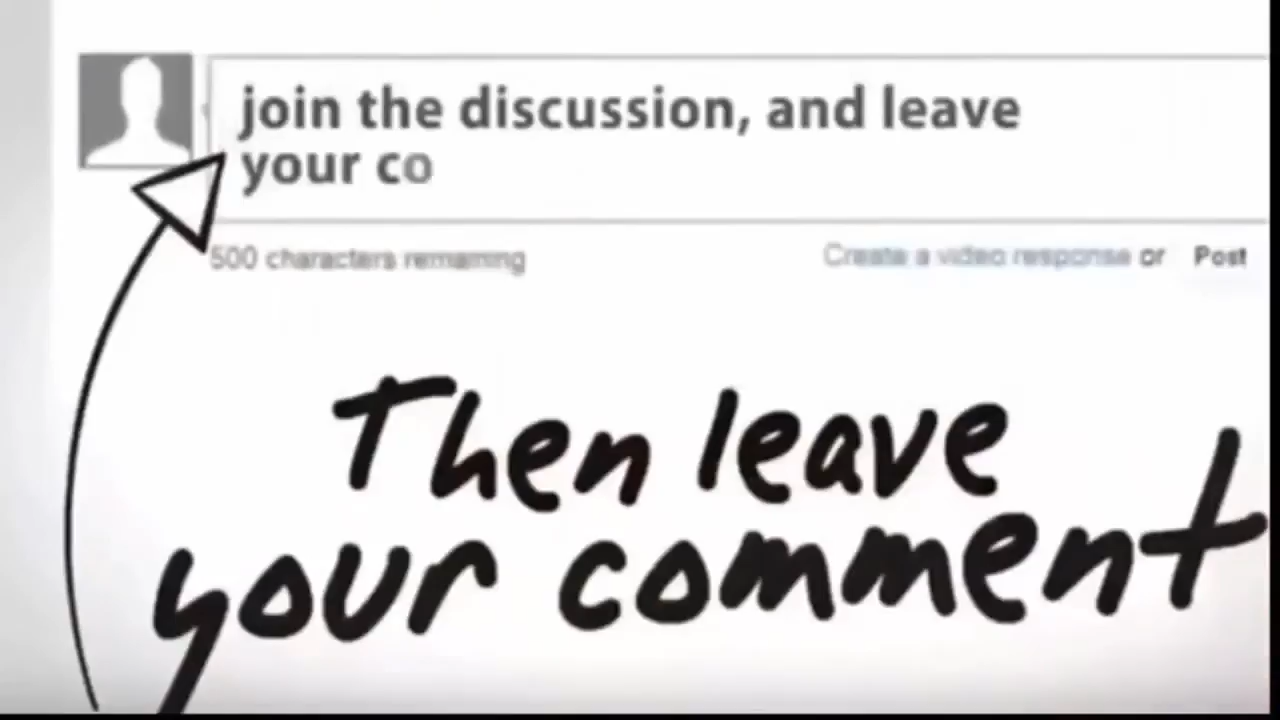 join the discussion, and leave
your co
500 characters remaining
Create a video response or Post
Then leave
your comment